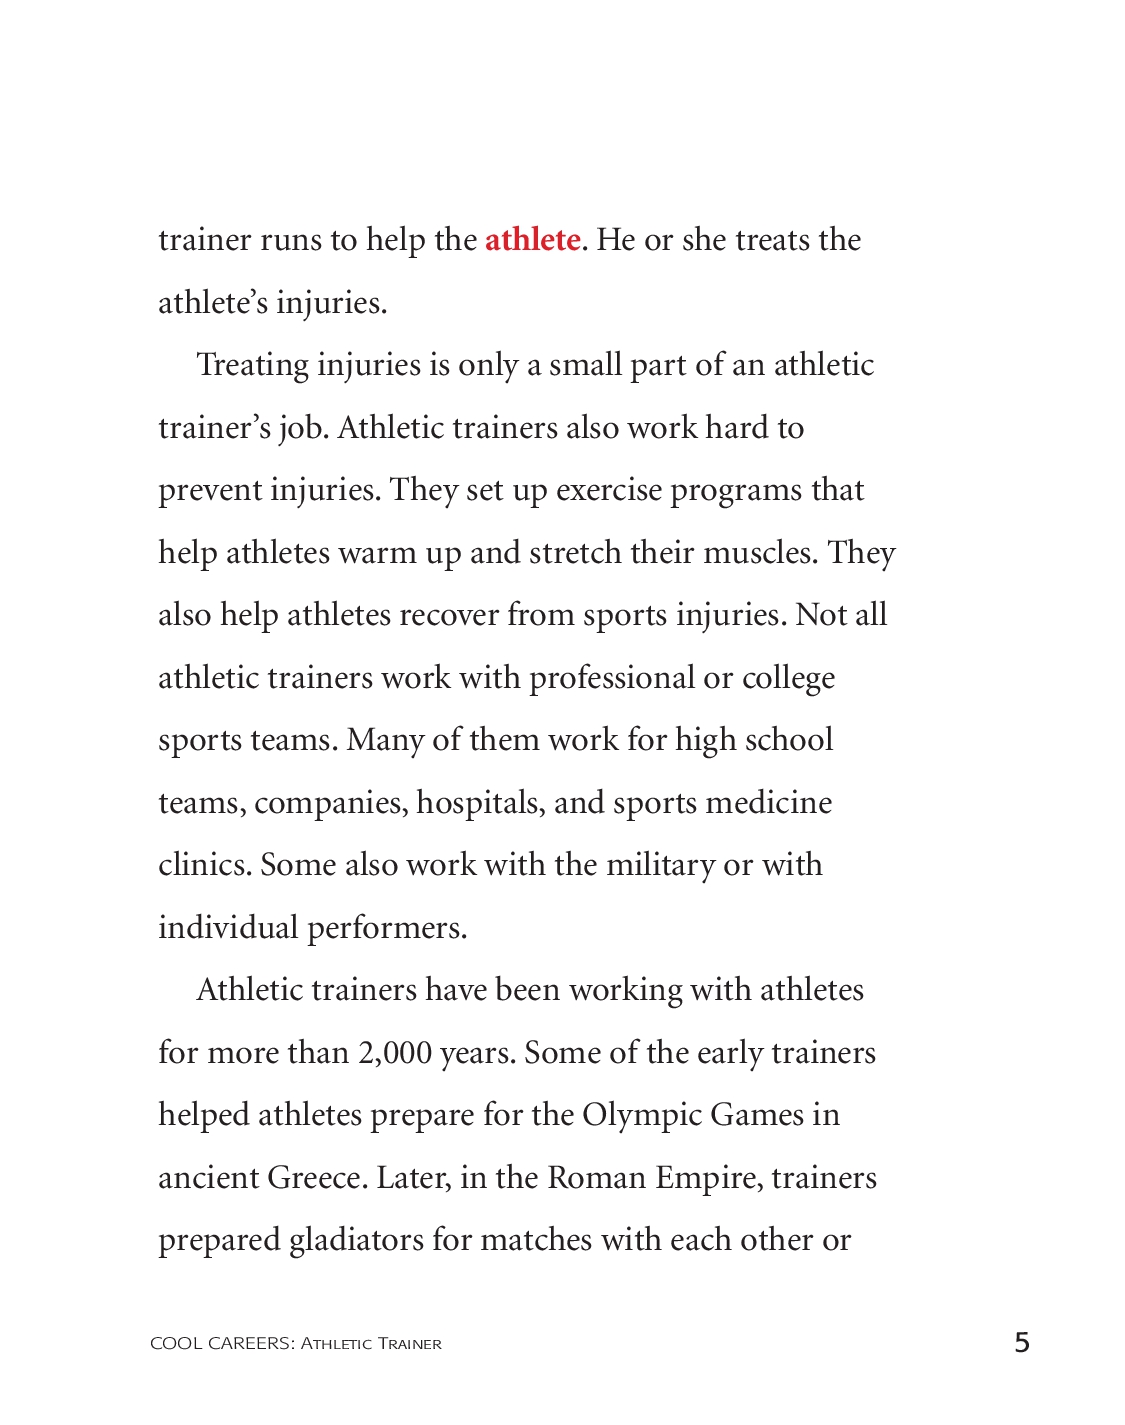 trainer runs to help the athlete. He or she treats the
athlete’s injuries.
Treating injuries is only a small part of an athletic
trainer’s job. Athletic trainers also work hard to
prevent injuries. They set up exercise programs that
help athletes warm up and stretch their muscles. They
also help athletes recover from sports injuries. Not all
athletic trainers work with professional or college
sports teams. Many of them work for high school
teams, companies, hospitals, and sports medicine
clinics. Some also work with the military or with
individual performers.
Athletic trainers have been working with athletes
for more than 2,000 years. Some of the early trainers
helped athletes prepare for the Olympic Games in
ancient Greece. Later, in the Roman Empire, trainers
prepared gladiators for matches with each other or
COOL CAREERS: Athletic Trainer 5